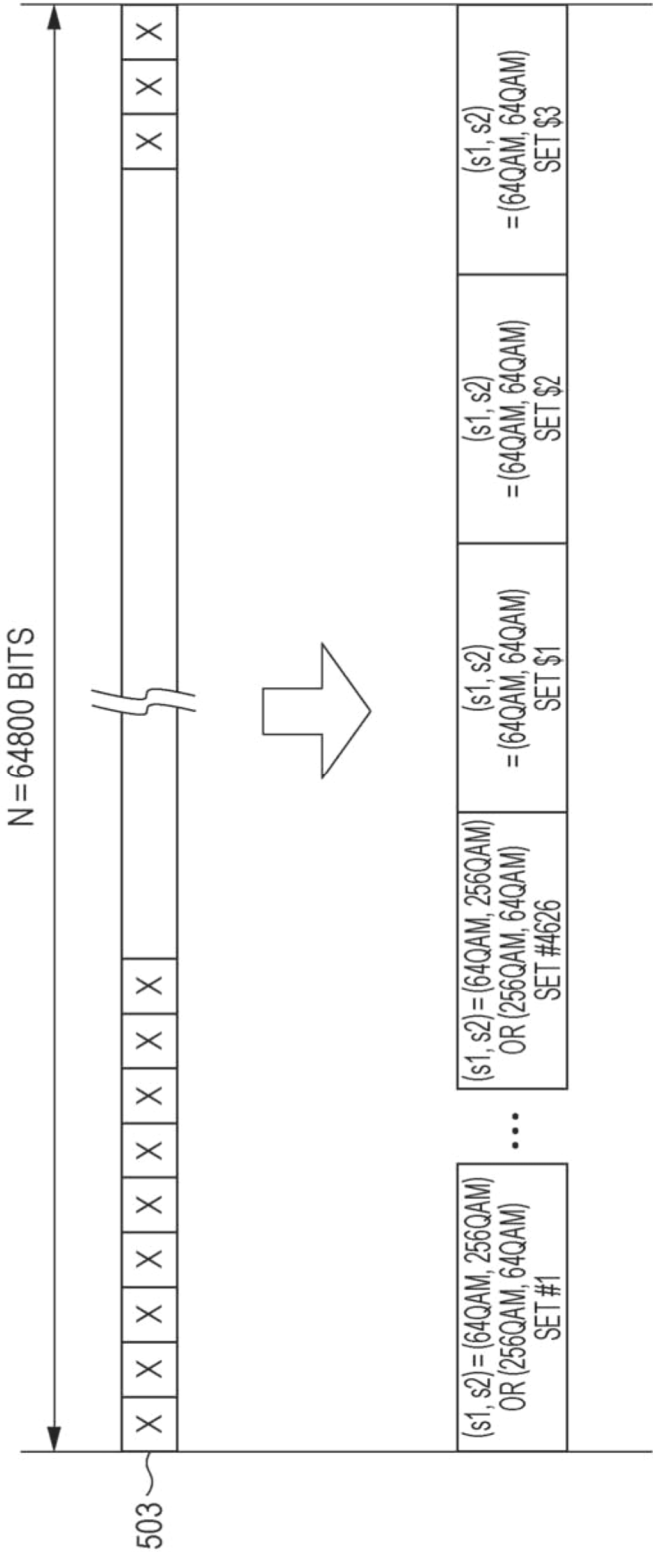 N = 64800 BITS
503
X X X X X X X X X X X X
(s1, s2) = (64QAM, 256QAM)
OR (256QAM, 64QAM)
SET #1
...
(s1, s2) = (64QAM, 256QAM)
OR (256QAM, 64QAM)
SET #4626
(s1, s2)
= (64QAM, 64QAM)
SET $1
(s1, s2)
= (64QAM, 64QAM)
SET $2
(s1, s2)
= (64QAM, 64QAM)
SET $3